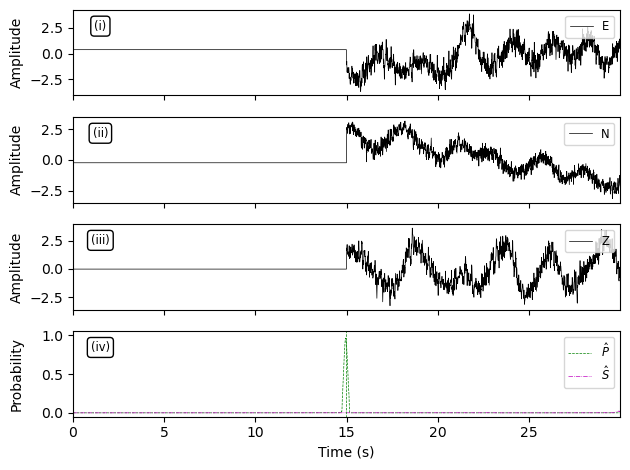 (i)
E
Amplitude
2.5
0.0
−2.5
(ii)
N
Amplitude
2.5
0.0
−2.5
(iii)
Z
Amplitude
2.5
0.0
−2.5
(iv)
P̂
Ŝ
Probability
1.0
0.5
0.0
0 5 10 15 20 25
Time (s)